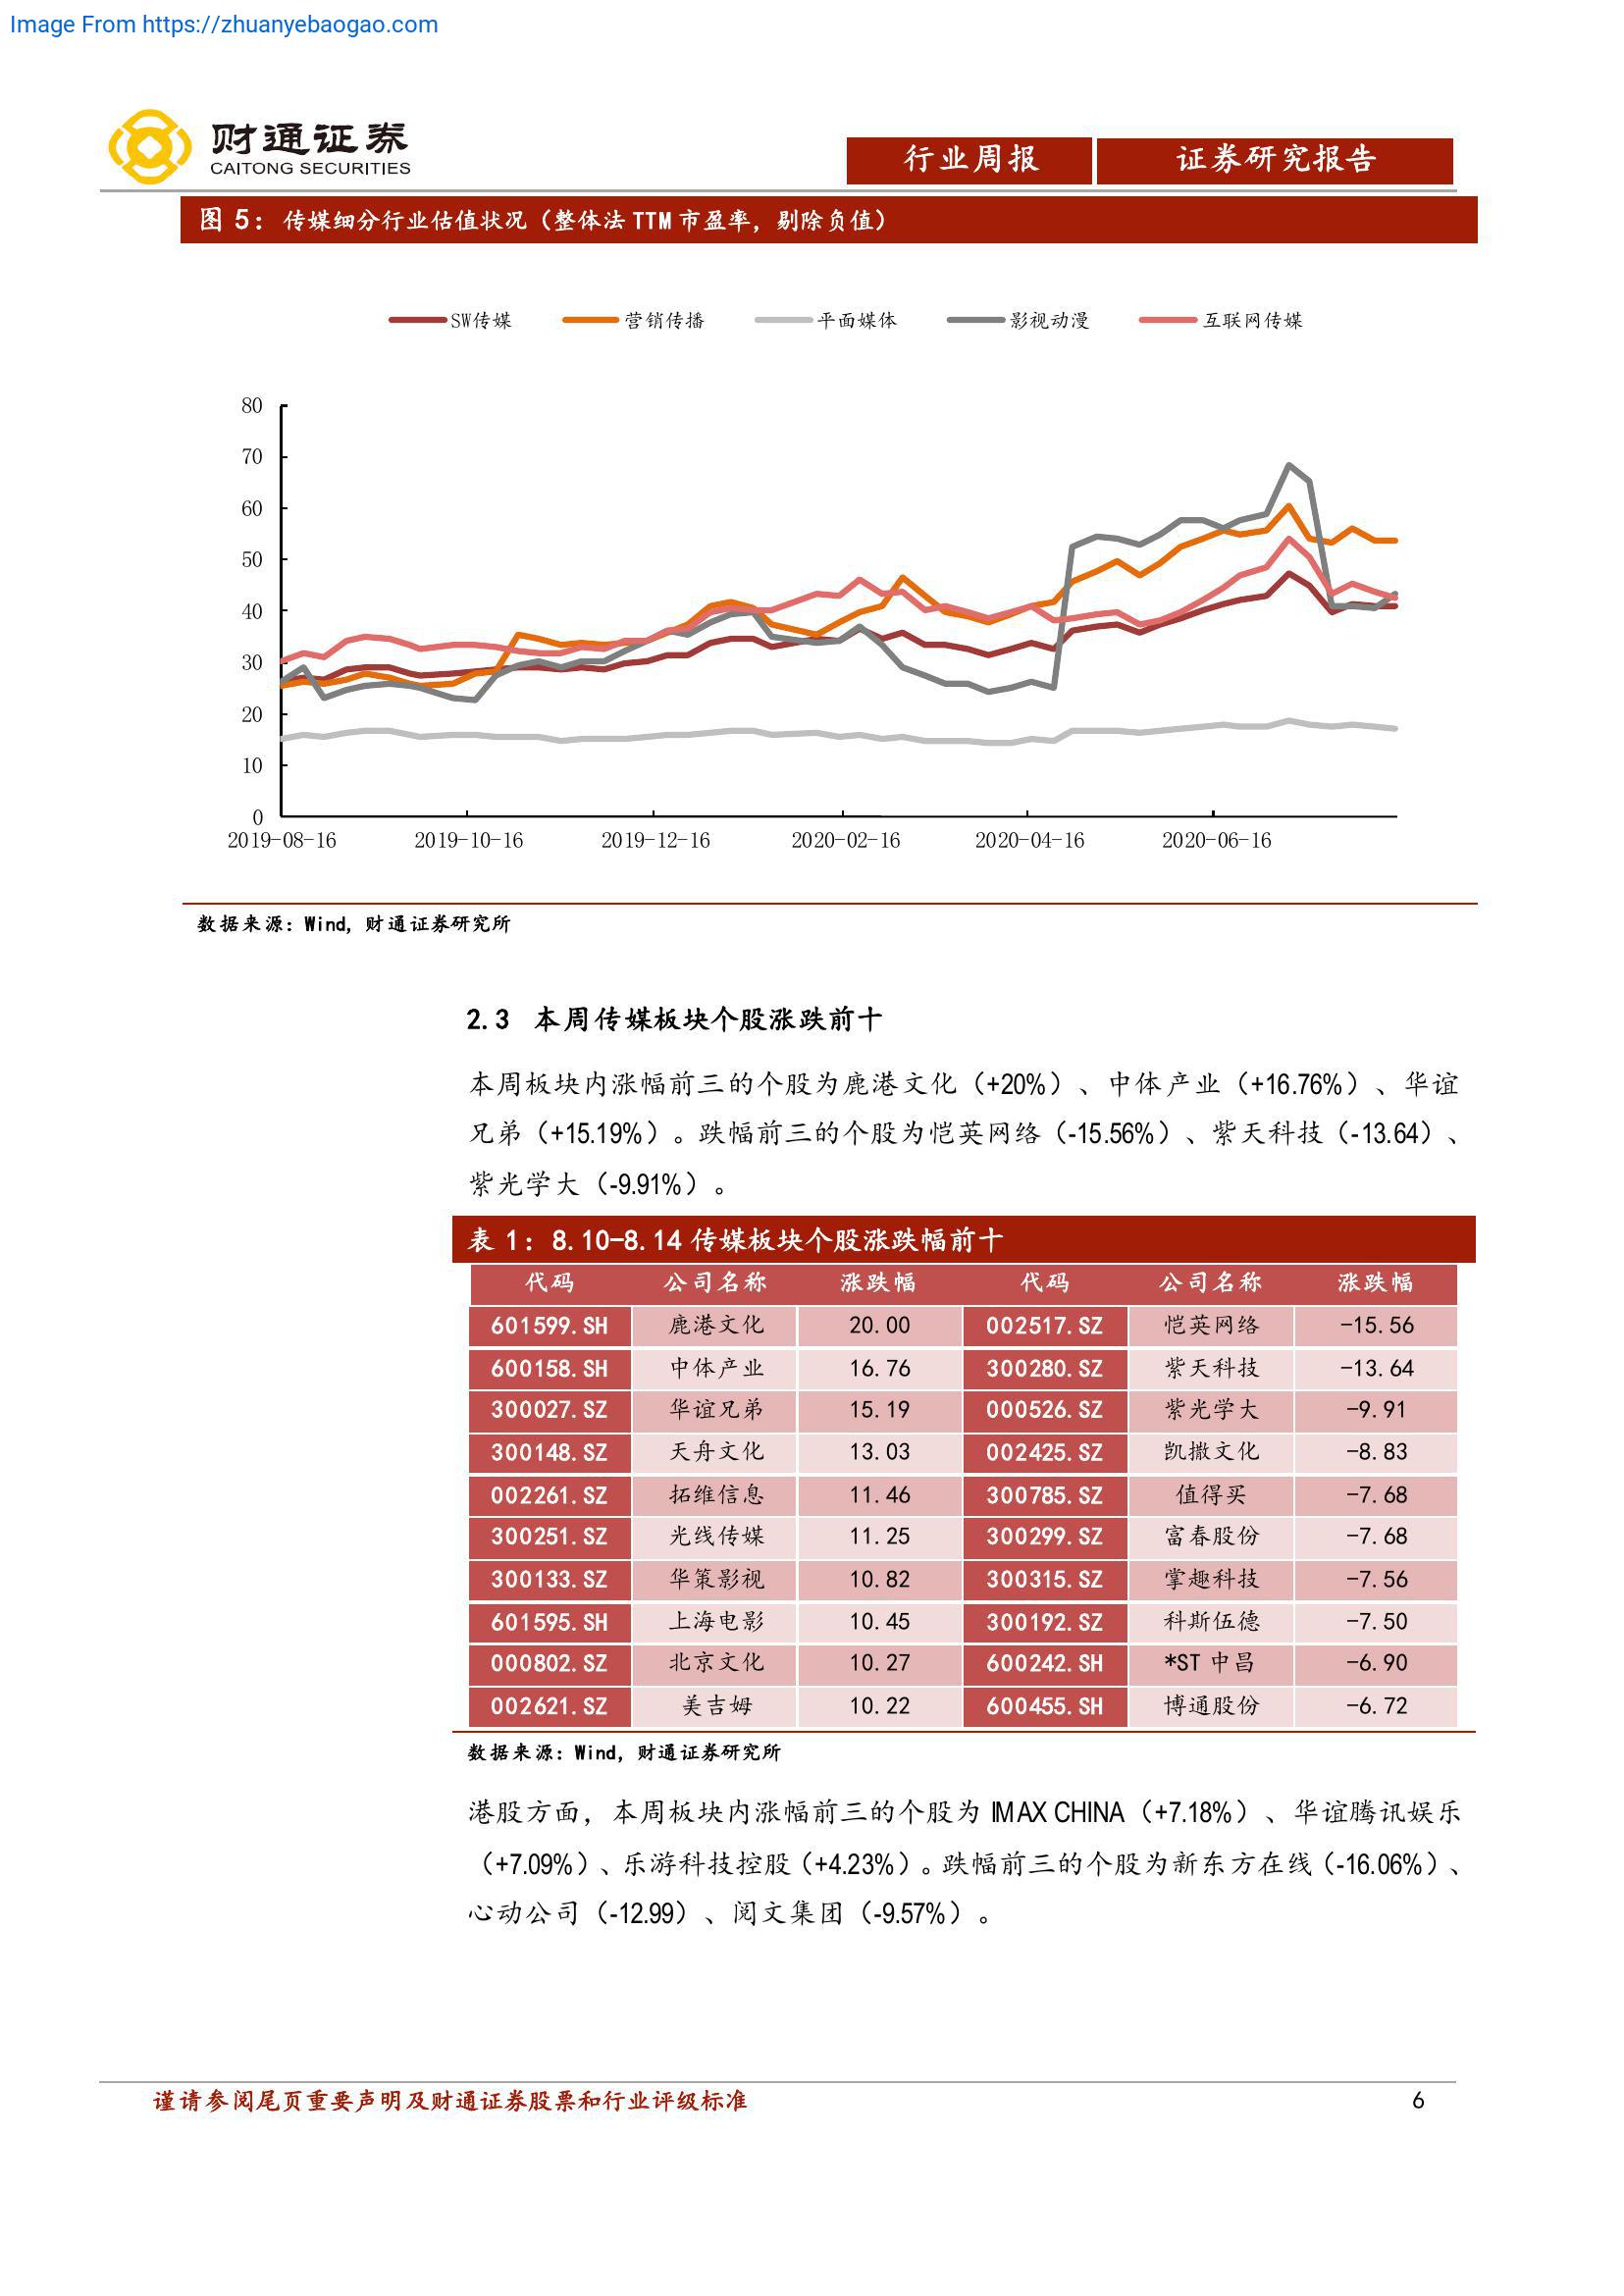 Image From https://zhuanyebaogao.com
财通证券
CAITONG SECURITIES
行业周报 证券研究报告
图 5：传媒细分行业估值状况（整体法 TTM 市盈率，剔除负值）
SW传媒 营销传播 平面媒体 影视动漫 互联网传媒
80
70
60
50
40
30
20
10
0
2019-08-16 2019-10-16 2019-12-16 2020-02-16 2020-04-16 2020-06-16
数据来源：Wind，财通证券研究所
2.3 本周传媒板块个股涨跌前十
本周板块内涨幅前三的个股为鹿港文化（+20%）、中体产业（+16.76%）、华谊
兄弟（+15.19%）。跌幅前三的个股为恺英网络（-15.56%）、紫天科技（-13.64）、
紫光学大（-9.91%）。
表 1：8.10-8.14 传媒板块个股涨跌幅前十
代码 公司名称 涨跌幅 代码 公司名称 涨跌幅
601599.SH 鹿港文化 20.00 002517.SZ 恺英网络 -15.56
600158.SH 中体产业 16.76 300280.SZ 紫天科技 -13.64
300027.SZ 华谊兄弟 15.19 000526.SZ 紫光学大 -9.91
300148.SZ 天舟文化 13.03 002425.SZ 凯撒文化 -8.83
002261.SZ 拓维信息 11.46 300785.SZ 值得买 -7.68
300251.SZ 光线传媒 11.25 300299.SZ 富春股份 -7.68
300133.SZ 华策影视 10.82 300315.SZ 掌趣科技 -7.56
601595.SH 上海电影 10.45 300192.SZ 科斯伍德 -7.50
000802.SZ 北京文化 10.27 600242.SH *ST 中昌 -6.90
002621.SZ 美吉姆 10.22 600455.SH 博通股份 -6.72
数据来源：Wind，财通证券研究所
港股方面，本周板块内涨幅前三的个股为 IMAX CHINA（+7.18%）、华谊腾讯娱乐
（+7.09%）、乐游科技控股（+4.23%）。跌幅前三的个股为新东方在线（-16.06%）、
心动公司（-12.99）、阅文集团（-9.57%）。
谨请参阅尾页重要声明及财通证券股票和行业评级标准 6